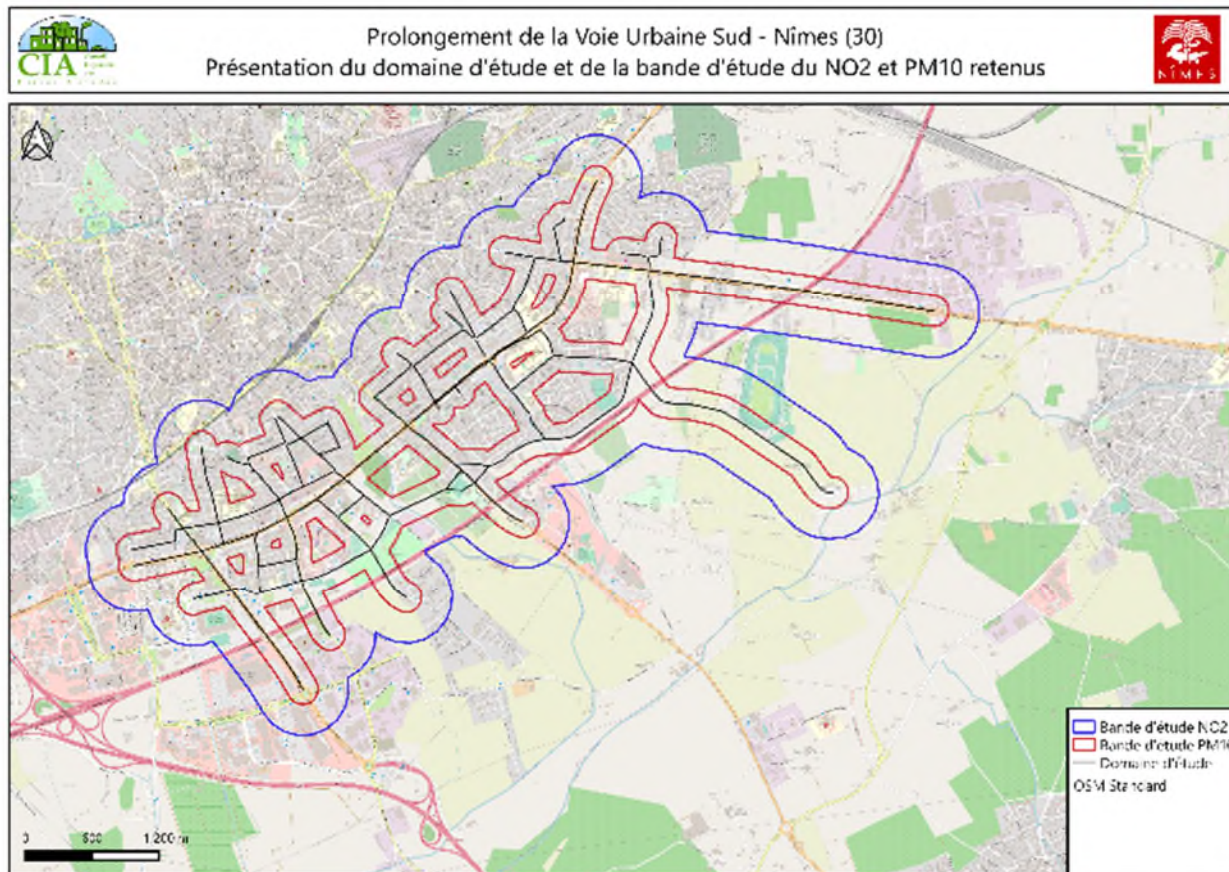 CIA
Prolongement de la Voie Urbaine Sud - Nîmes (30)
Présentation du domaine d'étude et de la bande d'étude du NO2 et PM10 retenus
NÎMES
Bande d'étude NO2
Bande d'étude PM10
Domaine d'étude
OSM Standard
0 600 1 200 m